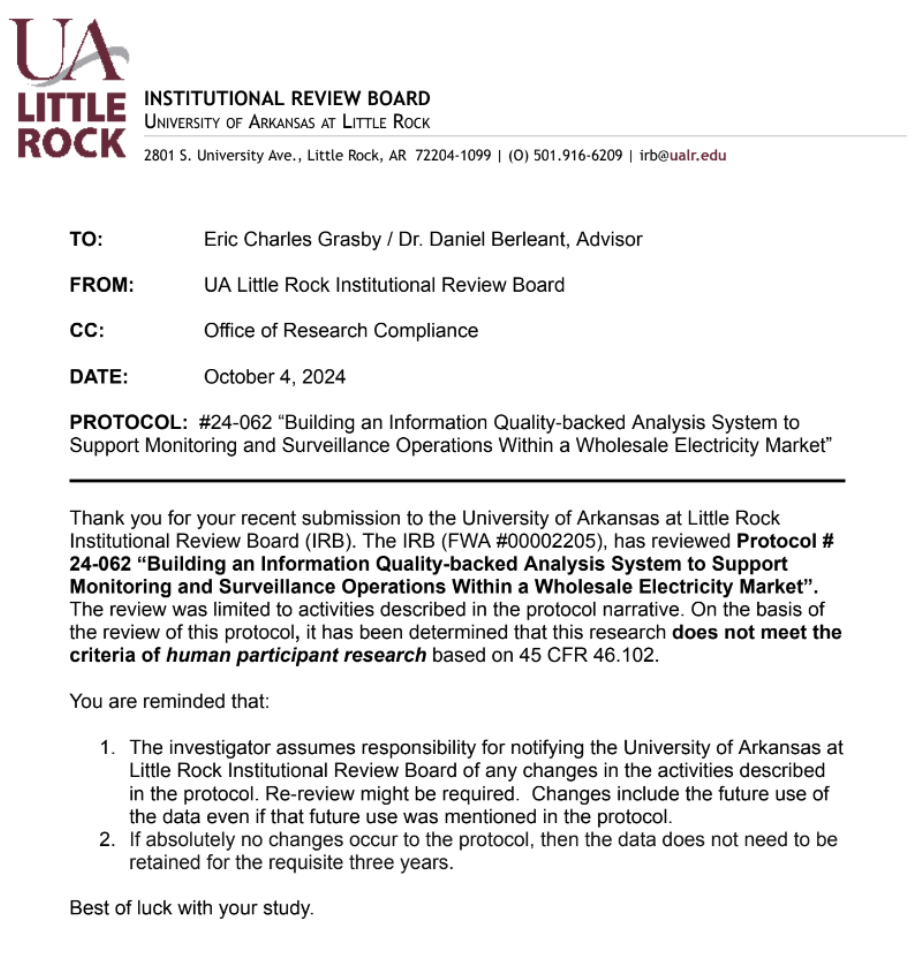 UA
LITTLE
ROCK
INSTITUTIONAL REVIEW BOARD
UNIVERSITY OF ARKANSAS AT LITTLE ROCK
2801 S. University Ave., Little Rock, AR 72204-1099 | (O) 501.916-6209 | irb@ualr.edu
TO: Eric Charles Grasby / Dr. Daniel Berleant, Advisor
FROM: UA Little Rock Institutional Review Board
CC: Office of Research Compliance
DATE: October 4, 2024
PROTOCOL: #24-062 “Building an Information Quality-backed Analysis System to
Support Monitoring and Surveillance Operations Within a Wholesale Electricity Market”
Thank you for your recent submission to the University of Arkansas at Little Rock
Institutional Review Board (IRB). The IRB (FWA #00002205), has reviewed Protocol #
24-062 “Building an Information Quality-backed Analysis System to Support
Monitoring and Surveillance Operations Within a Wholesale Electricity Market”.
The review was limited to activities described in the protocol narrative. On the basis of
the review of this protocol, it has been determined that this research does not meet the
criteria of human participant research based on 45 CFR 46.102.
You are reminded that:
1. The investigator assumes responsibility for notifying the University of Arkansas at
Little Rock Institutional Review Board of any changes in the activities described
in the protocol. Re-review might be required. Changes include the future use of
the data even if that future use was mentioned in the protocol.
2. If absolutely no changes occur to the protocol, then the data does not need to be
retained for the requisite three years.
Best of luck with your study.